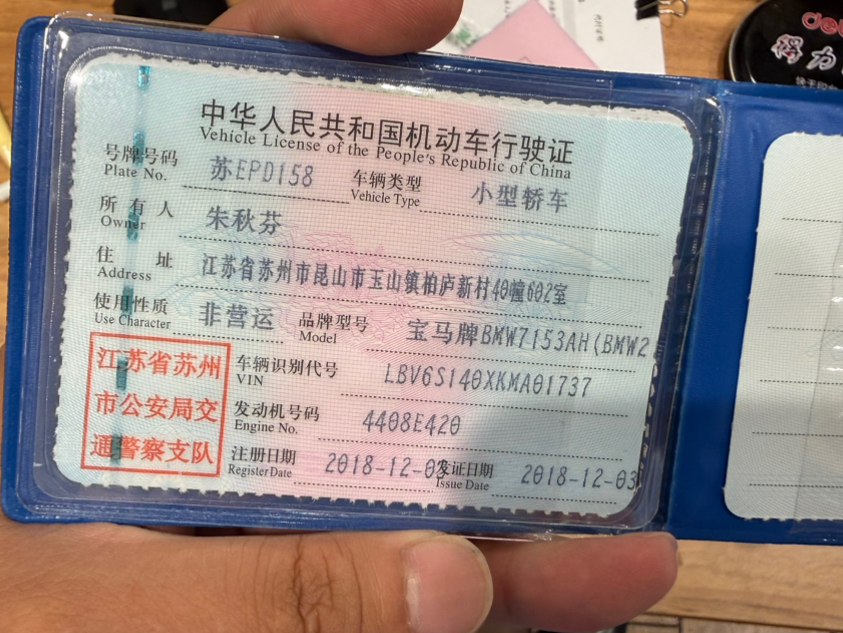 中华人民共和国机动车行驶证
Vehicle License of the People's Republic of China
号牌号码 苏EPD158 车辆类型 小型轿车
Plate No. Vehicle Type
所有人 朱秋芬
Owner
住址 江苏省苏州市昆山市玉山镇柏庐新村40幢602室
Address
使用性质 非营运 品牌型号 宝马牌BMW7153AH(BMW2
Use Character Model
江苏省苏州
市公安局交
通警察支队
车辆识别代号 LBV6S140XKMA01737
VIN
发动机号码 4408E420
Engine No.
注册日期 2018-12-03 发证日期 2018-12-03
Register Date Issue Date
得力